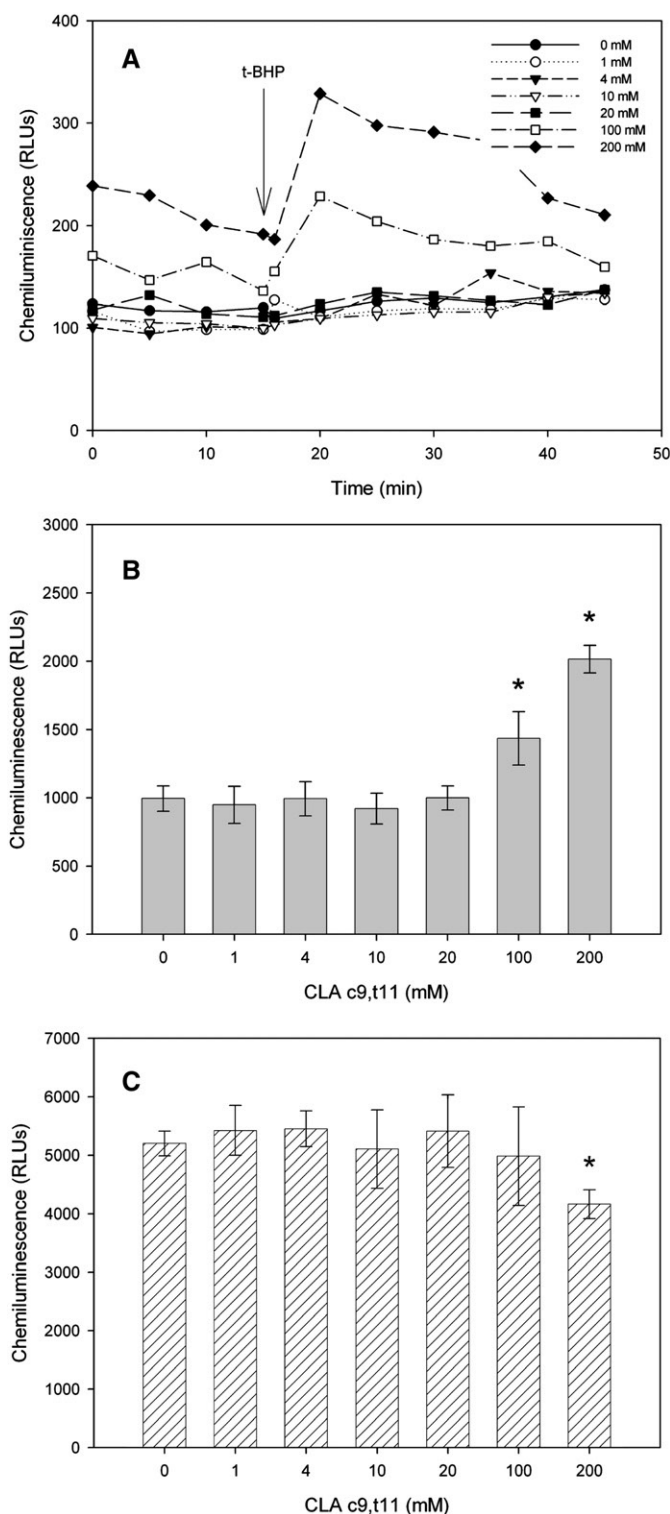 A
t-BHP
0 mM
1 mM
4 mM
10 mM
20 mM
100 mM
200 mM
400
300
200
100
0
Chemiluminiscence (RLUs)
0 10 20 30 40 50
Time (min)
B
3000
2500
2000
1500
1000
500
0
Chemiluminescence (RLUs)
* *
0 1 4 10 20 100 200
CLA c9,t11 (mM)
C
7000
6000
5000
4000
3000
2000
1000
0
Chemiluminescence (RLUs)
*
0 1 4 10 20 100 200
CLA c9,t11 (mM)